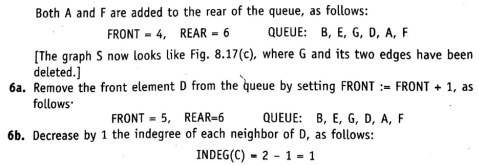 Both A and F are added to the rear of the queue, as follows:
FRONT = 4, REAR = 6 QUEUE: B, E, G, D, A, F
[The graph S now looks like Fig. 8.17(c), where G and its two edges have been
deleted.]
6a. Remove the front element D from the queue by setting FRONT := FRONT + 1, as
follows:
FRONT = 5, REAR=6 QUEUE: B, E, G, D, A, F
6b. Decrease by 1 the indegree of each neighbor of D, as follows:
INDEG(C) = 2 - 1 = 1